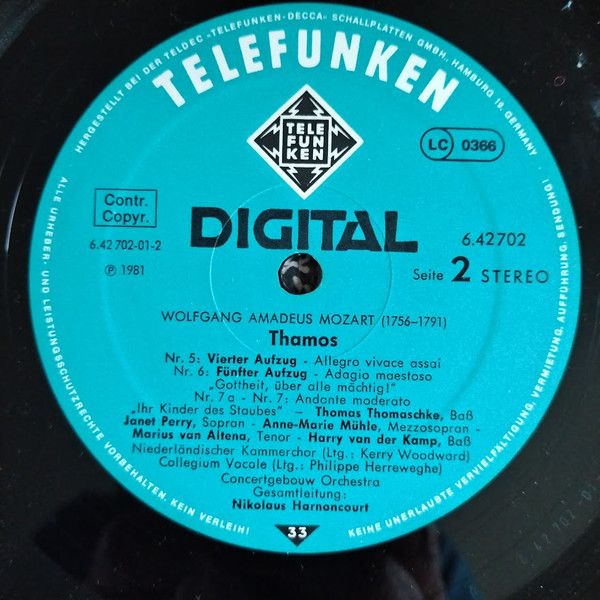 HERGESTELLT BEI DER TELDEC »TELEFUNKEN-DECCA« SCHALLPLATTEN GMBH., HAMBURG 19, GERMANY
TELEFUNKEN
TELE
FUN
KEN
LC 0366
Contr.
Copyr.
DIGITAL
6.42 702-01-2
6.42702
℗ 1981
Seite 2 STEREO
WOLFGANG AMADEUS MOZART (1756–1791)
Thamos
Nr. 5: Vierter Aufzug - Allegro vivace assai
Nr. 6: Fünfter Aufzug - Adagio maestoso
„Gottheit, über alle mächtig!"
Nr. 7a - Nr. 7: Andante moderato
„Ihr Kinder des Staubes" – Thomas Thomaschke, Baß
Janet Perry, Sopran - Anne-Marie Mühle, Mezzosopran -
Marius van Altena, Tenor - Harry van der Kamp, Baß
Niederländischer Kammerchor (Ltg.: Kerry Woodward)
Collegium Vocale (Ltg.: Philippe Herreweghe)
Concertgebouw Orchestra
Gesamtleitung:
Nikolaus Harnoncourt
33
ALLE URHEBER- UND LEISTUNGSSCHUTZRECHTE VORBEHALTEN. KEIN VERLEIH!
KEINE UNERLAUBTE VERVIELFÄLTIGUNG, VERMIETUNG, AUFFÜHRUNG, SENDUNG!